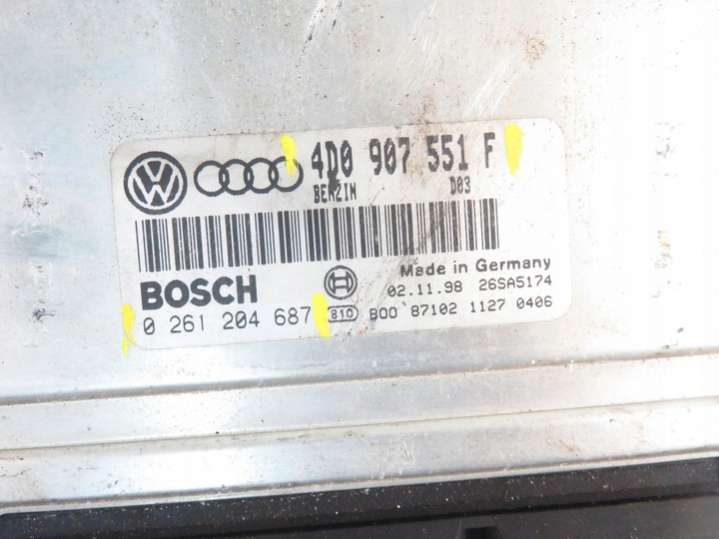 4D0 907 551 F
BENZIN D03
BOSCH
Made in Germany
02.11.98 26SA5174
0 261 204 687
810 B00 87102 1127 0406